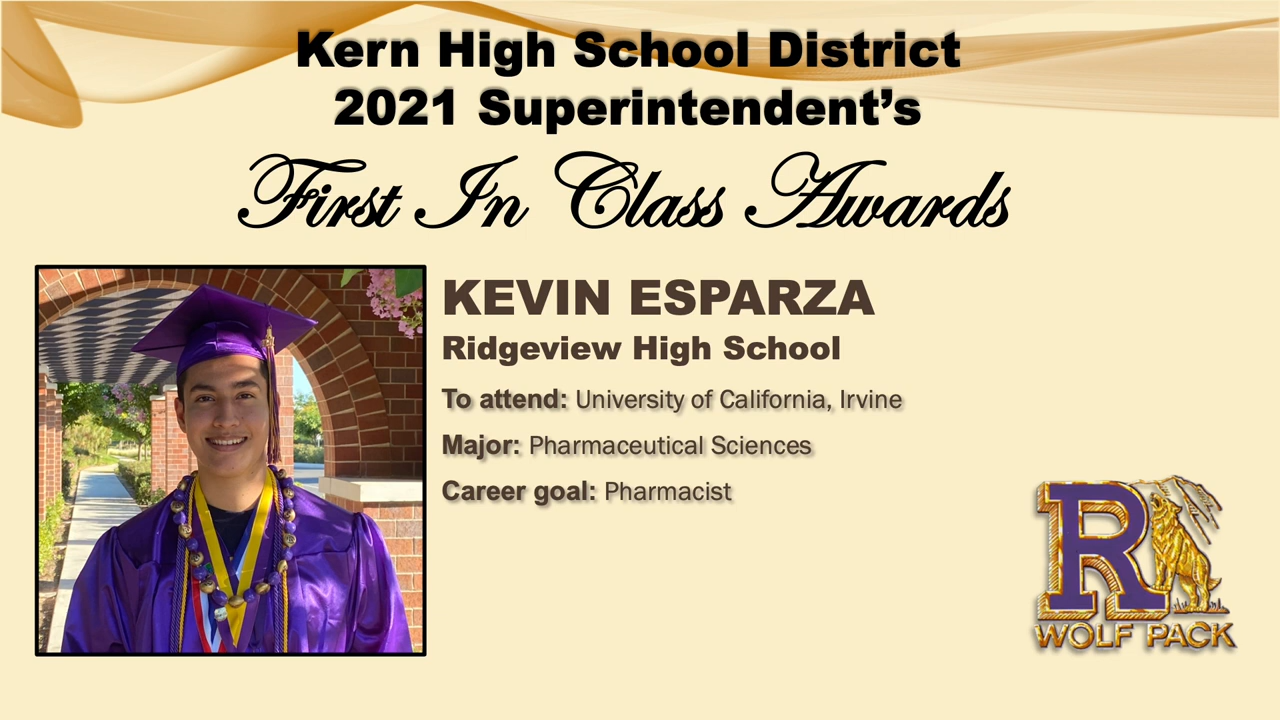 Kern High School District
2021 Superintendent’s
First In Class Awards
KEVIN ESPARZA
Ridgeview High School
To attend: University of California, Irvine
Major: Pharmaceutical Sciences
Career goal: Pharmacist
R
WOLF PACK